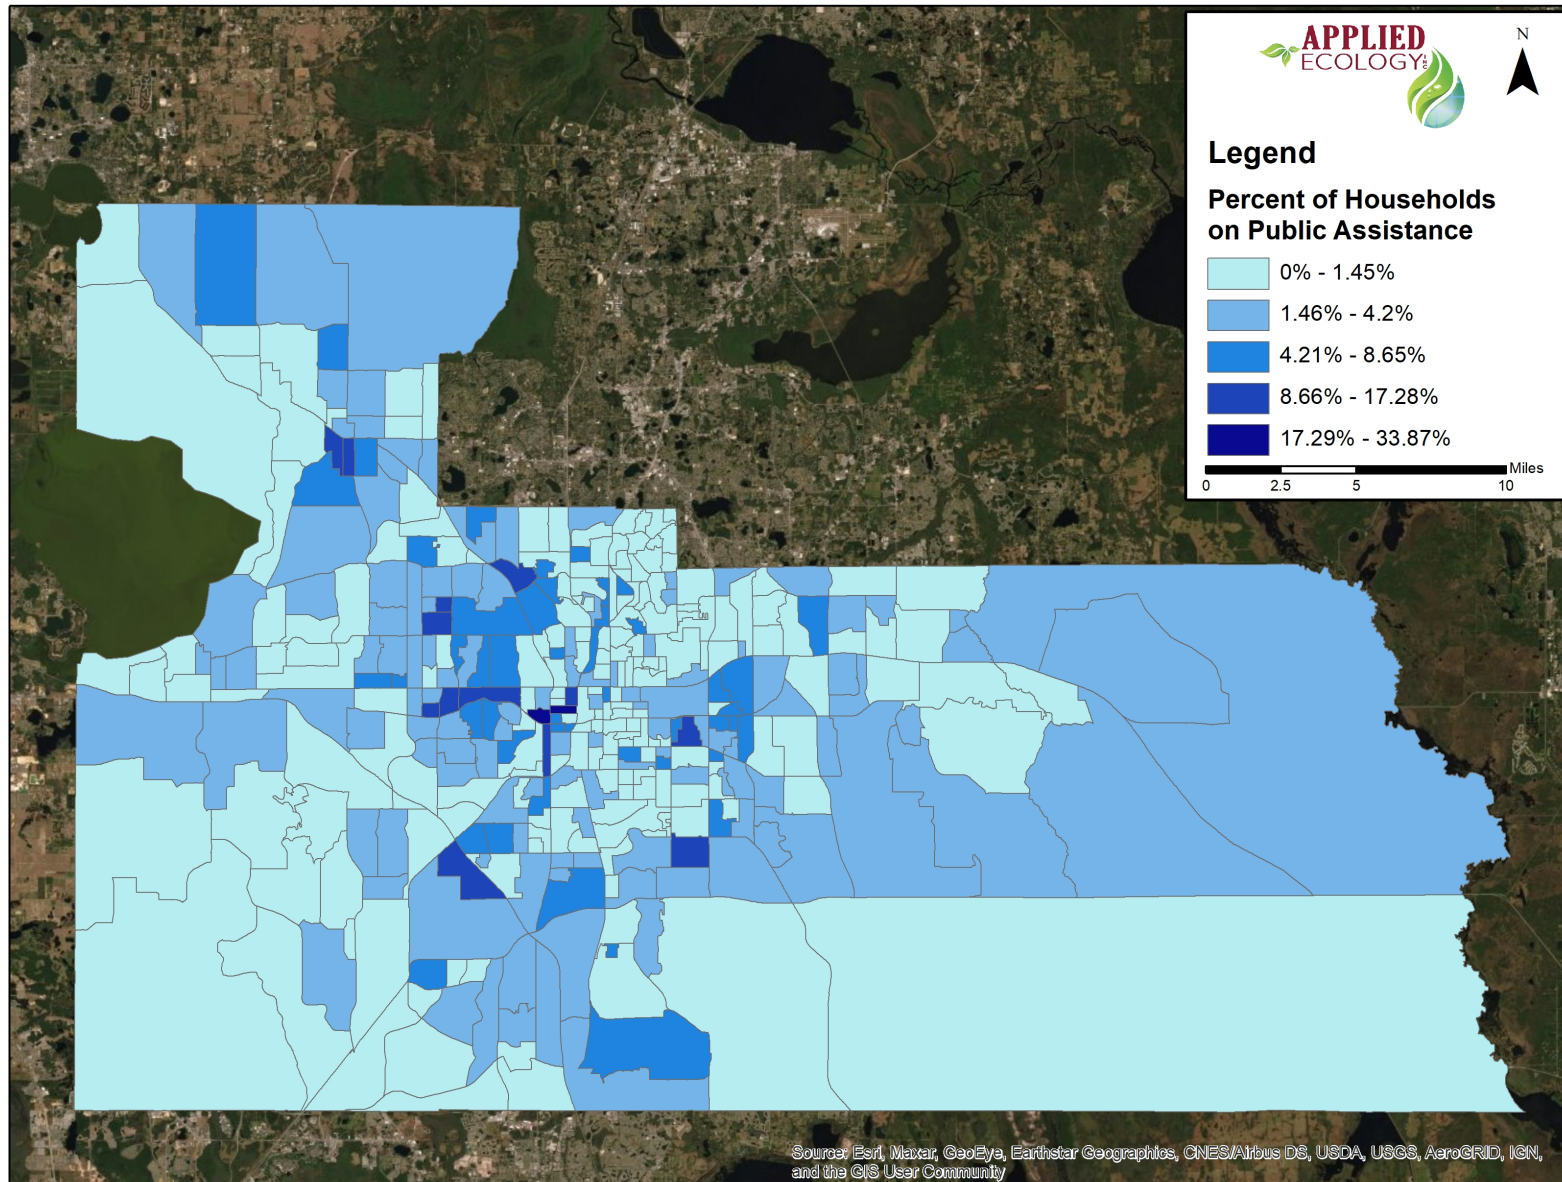 APPLIED
ECOLOGY INC
N
Legend
Percent of Households
on Public Assistance
0% - 1.45%
1.46% - 4.2%
4.21% - 8.65%
8.66% - 17.28%
17.29% - 33.87%
Miles
0 2.5 5 10
Source: Esri, Maxar, GeoEye, Earthstar Geographics, CNES/Airbus DS, USDA, USGS, AeroGRID, IGN,
and the GIS User Community